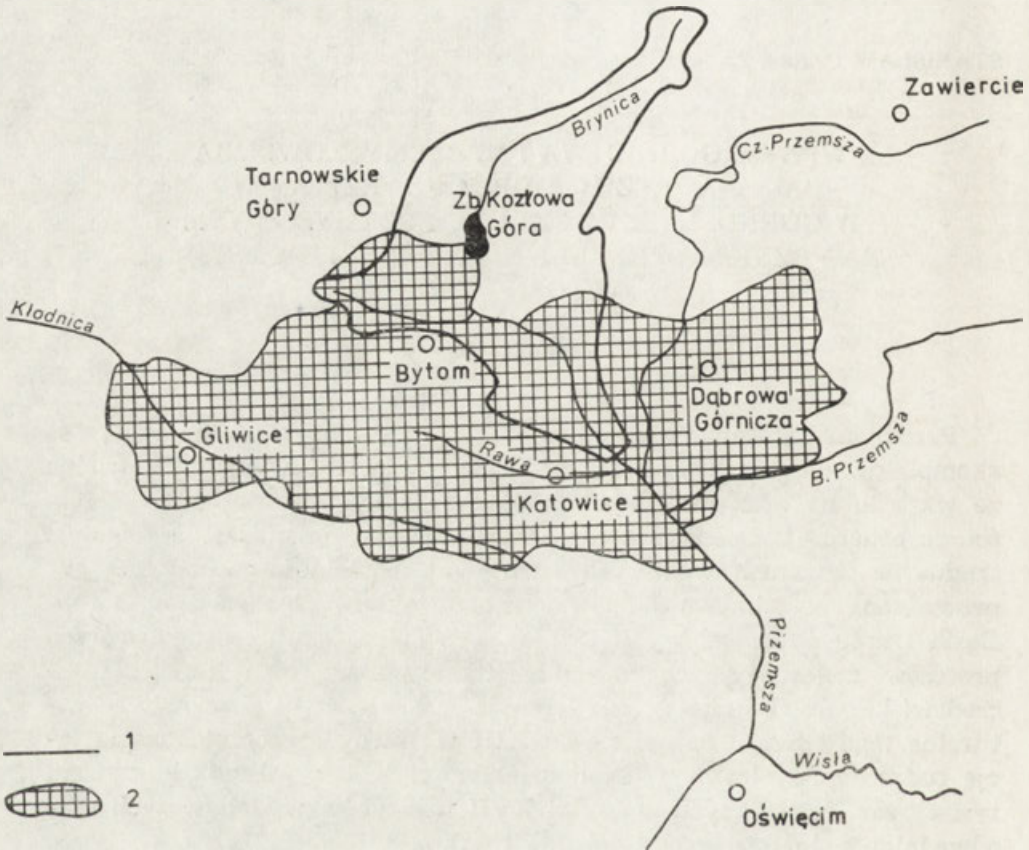 Zawiercie
Brynica
Cz. Przemsza
Tarnowskie
Góry
Zb. Kozłowa
Góra
Kłodnica
Bytom
Dąbrowa
Górnicza
Gliwice
Rawa
B. Przemsza
Katowice
Przemsza
1
Wisła
2
Oświęcim